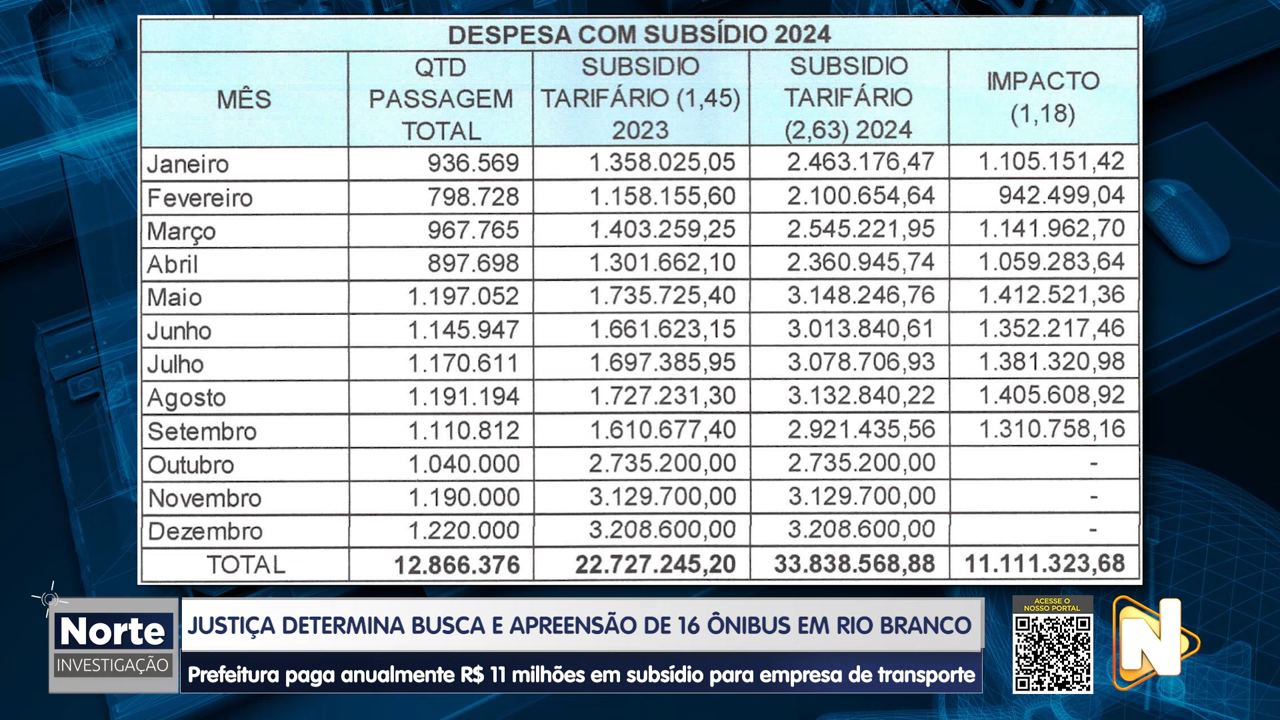 DESPESA COM SUBSÍDIO 2024
MÊS QTD PASSAGEM TOTAL SUBSIDIO TARIFÁRIO (1,45) 2023 SUBSIDIO TARIFÁRIO (2,63) 2024 IMPACTO (1,18)
Janeiro 936.569 1.358.025,05 2.463.176,47 1.105.151,42
Fevereiro 798.728 1.158.155,60 2.100.654,64 942.499,04
Março 967.765 1.403.259,25 2.545.221,95 1.141.962,70
Abril 897.698 1.301.662,10 2.360.945,74 1.059.283,64
Maio 1.197.052 1.735.725,40 3.148.246,76 1.412.521,36
Junho 1.145.947 1.661.623,15 3.013.840,61 1.352.217,46
Julho 1.170.611 1.697.385,95 3.078.706,93 1.381.320,98
Agosto 1.191.194 1.727.231,30 3.132.840,22 1.405.608,92
Setembro 1.110.812 1.610.677,40 2.921.435,56 1.310.758,16
Outubro 1.040.000 2.735.200,00 2.735.200,00 -
Novembro 1.190.000 3.129.700,00 3.129.700,00 -
Dezembro 1.220.000 3.208.600,00 3.208.600,00 -
TOTAL 12.866.376 22.727.245,20 33.838.568,88 11.111.323,68
Norte
INVESTIGAÇÃO
JUSTIÇA DETERMINA BUSCA E APREENSÃO DE 16 ÔNIBUS EM RIO BRANCO
Prefeitura paga anualmente R$ 11 milhões em subsídio para empresa de transporte
ACESSE O
NOSSO PORTAL
N